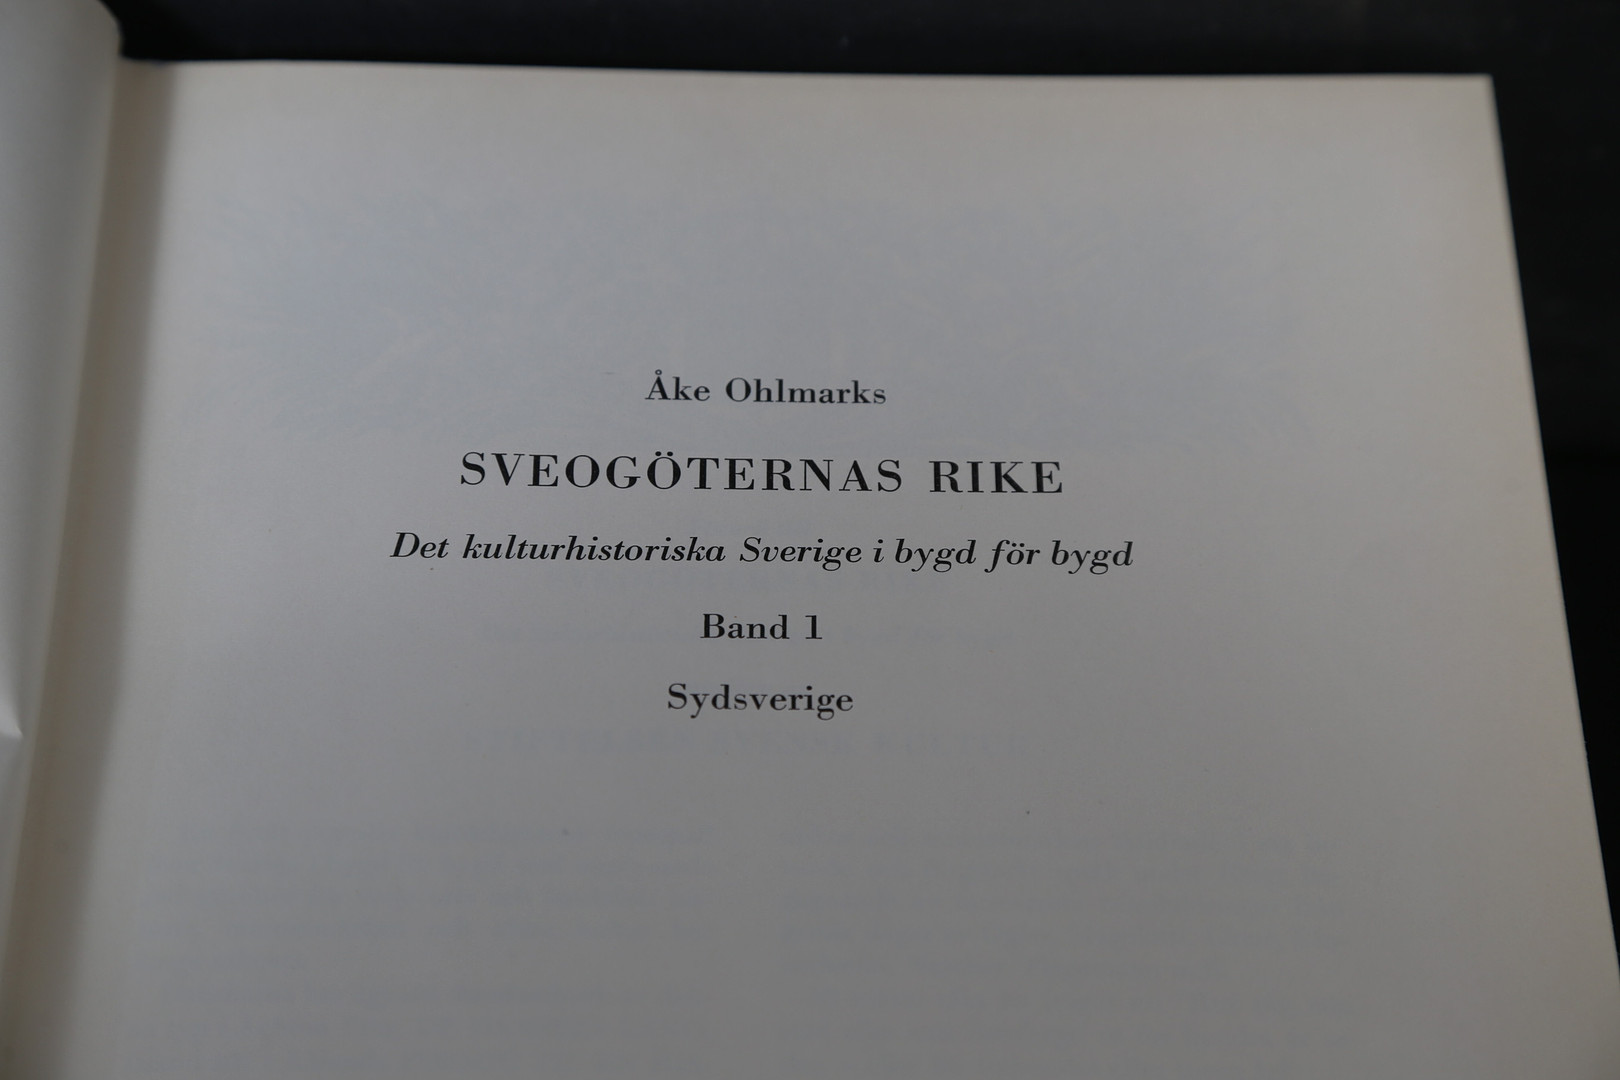 Åke Ohlmarks
SVEOGÖTERNAS RIKE
Det kulturhistoriska Sverige i bygd för bygd
Band 1
Sydsverige